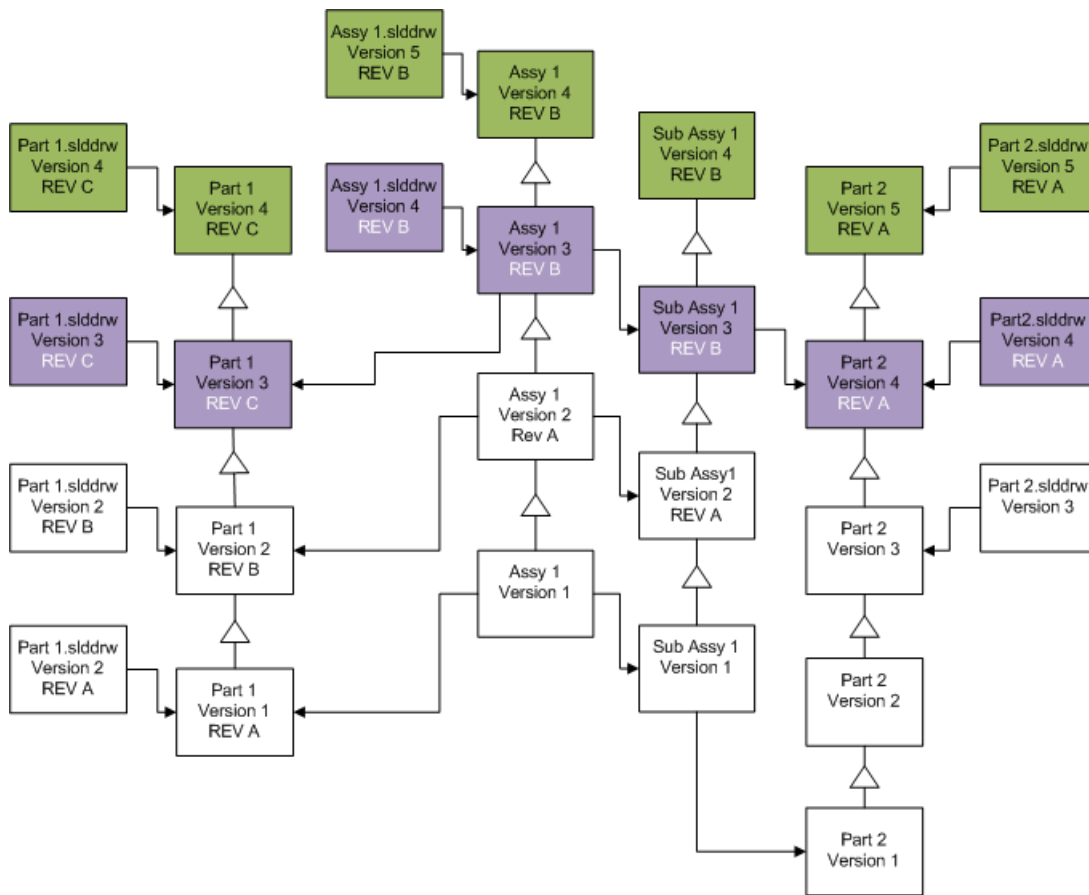 Assy 1.slddrw
Version 5
REV B
Assy 1
Version 4
REV B
Sub Assy 1
Version 4
REV B
Part 1.slddrw
Version 4
REV C
Part 2.slddrw
Version 5
REV A
Part 1
Version 4
REV C
Assy 1.slddrw
Version 4
REV B
Part 2
Version 5
REV A
Assy 1
Version 3
REV B
Sub Assy 1
Version 3
REV B
Part 1.slddrw
Version 3
REV C
Part2.slddrw
Version 4
REV A
Part 1
Version 3
REV C
Part 2
Version 4
REV A
Assy 1
Version 2
Rev A
Sub Assy1
Version 2
REV A
Part 1.slddrw
Version 2
REV B
Part 2.slddrw
Version 3
Part 1
Version 2
REV B
Part 2
Version 3
Assy 1
Version 1
Part 1.slddrw
Version 2
REV A
Sub Assy 1
Version 1
Part 1
Version 1
REV A
Part 2
Version 2
Part 2
Version 1